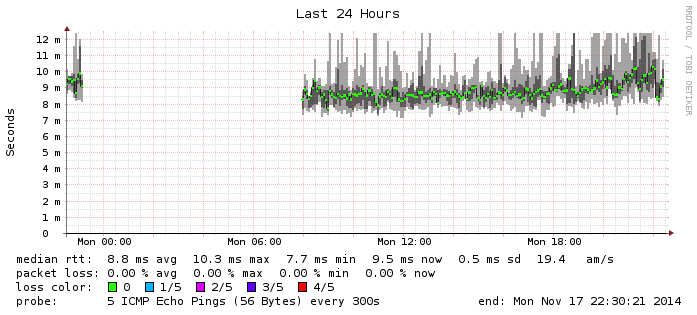 Last 24 Hours
RRDTOOL / TOBI OETIKER
Seconds
12 m
11 m
10 m
9 m
8 m
7 m
6 m
5 m
4 m
3 m
2 m
1 m
0
Mon 00:00 Mon 06:00 Mon 12:00 Mon 18:00
median rtt: 8.8 ms avg 10.3 ms max 7.7 ms min 9.5 ms now 0.5 ms sd 19.4 am/s
packet loss: 0.00 % avg 0.00 % max 0.00 % min 0.00 % now
loss color: 0 1/5 2/5 3/5 4/5
probe: 5 ICMP Echo Pings (56 Bytes) every 300s end: Mon Nov 17 22:30:21 2014